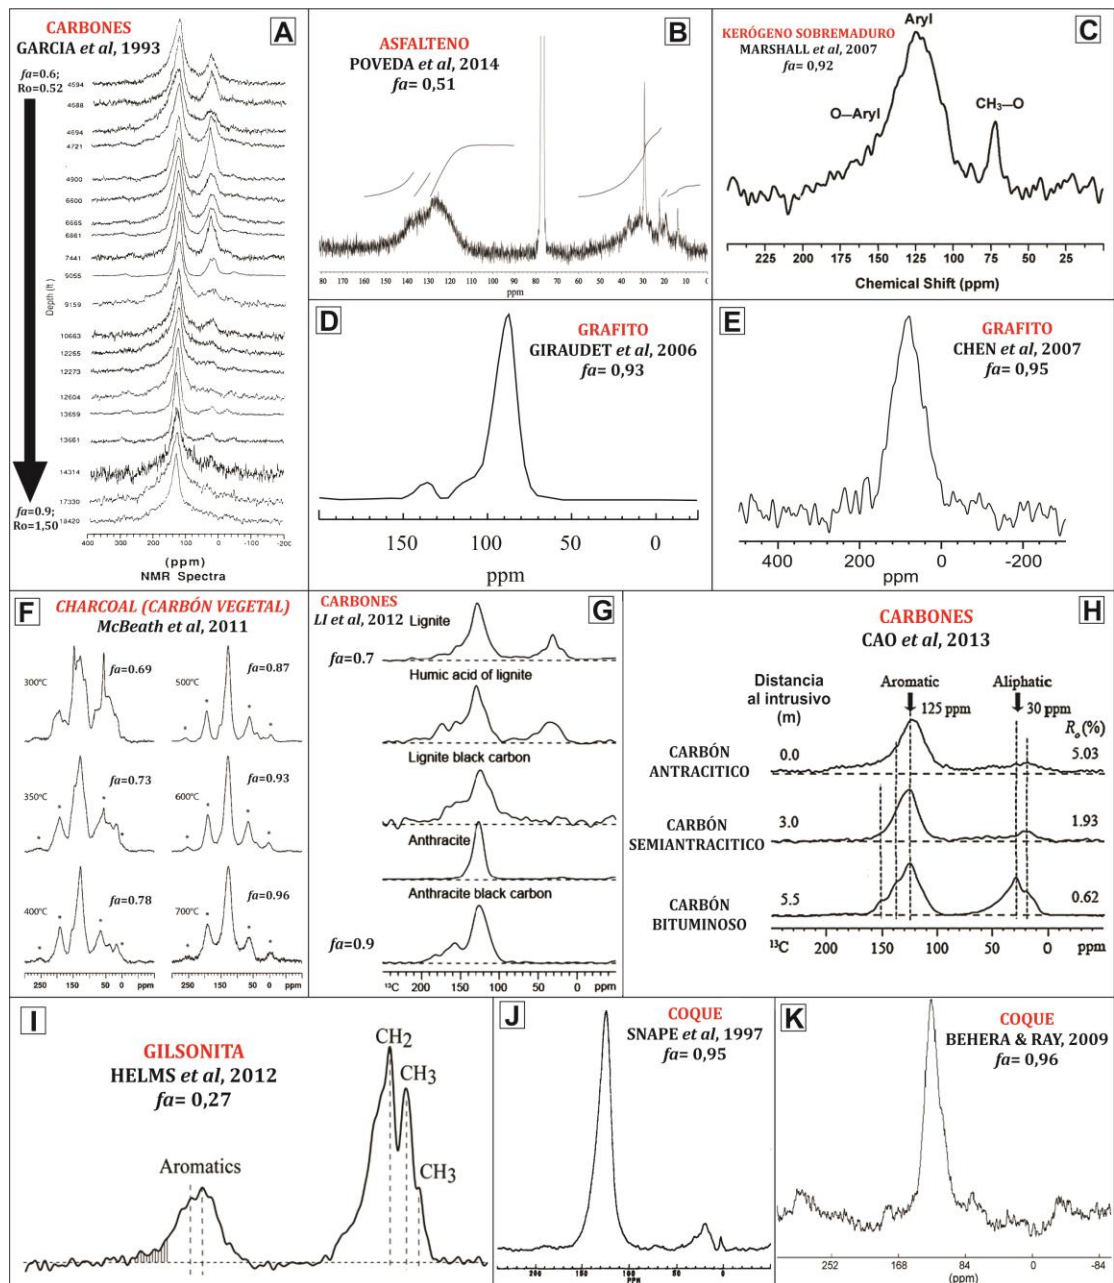 CARBONES
GARCIA et al, 1993
A
fa=0.6;
Ro=0.52
4594
4588
4694
4721
4900
5600
6665
6861
7441
9055
9159
10663
12265
12273
12604
13659
13661
14314
17330
18420
Depth (ft.)
fa=0.9;
Ro=1,50
400 300 200 100 0 -100 -200
(ppm)
NMR Spectra
ASFALTENO
POVEDA et al, 2014
fa= 0,51
B
180 170 160 150 140 130 120 110 100 90 80 70 60 50 40 30 20 10 0
ppm
KERÓGENO SOBREMADURO
MARSHALL et al, 2007
fa= 0,92
C
Aryl
O—Aryl
CH3—O
225 200 175 150 125 100 75 50 25
Chemical Shift (ppm)
D
GRAFITO
GIRAUDET et al, 2006
fa= 0,93
150 100 50 0
ppm
E
GRAFITO
CHEN et al, 2007
fa= 0,95
400 200 0 -200
ppm
F
CHARCOAL (CARBÓN VEGETAL)
McBeath et al, 2011
300°C
fa=0.69
500°C
fa=0.87
350°C
fa=0.73
600°C
fa=0.93
400°C
fa=0.78
700°C
fa=0.96
250 150 50 ppm
250 150 50 ppm
CARBONES
LI et al, 2012
G
Lignite
fa=0.7
Humic acid of lignite
Lignite black carbon
Anthracite
Anthracite black carbon
fa=0.9
13C 200 150 100 50 0 ppm
H
CARBONES
CAO et al, 2013
Distancia
al intrusivo
(m)
Aromatic
125 ppm
Aliphatic
30 ppm
Ro(%)
CARBÓN
ANTRACITICO
0.0
5.03
CARBÓN
SEMIANTRACITICO
3.0
1.93
CARBÓN
BITUMINOSO
5.5
0.62
13C 200 150 100 50 0 ppm
I
GILSONITA
HELMS et al, 2012
fa= 0,27
Aromatics
CH2
CH3
CH3
J
COQUE
SNAPE et al, 1997
fa= 0,95
200 150 100 50 0
PPM
K
COQUE
BEHERA & RAY, 2009
fa= 0,96
252 168 84 0 -84
(ppm)